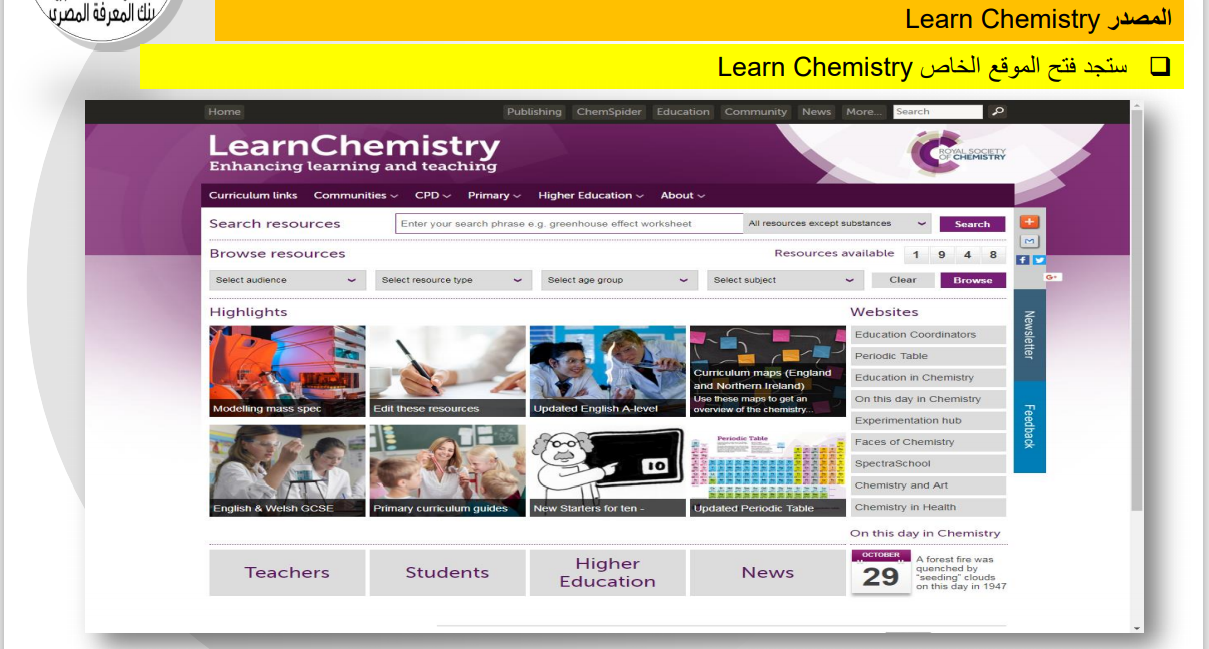 بنك المعرفة المصري
المصدر Learn Chemistry
ستجد فتح الموقع الخاص Learn Chemistry
Home
Publishing ChemSpider Education Community News More... Search
LearnChemistry
Enhancing learning and teaching
ROYAL SOCIETY
OF CHEMISTRY
Curriculum links Communities CPD Primary Higher Education About
Search resources Enter your search phrase e.g. greenhouse effect worksheet All resources except substances Search
Browse resources Resources available 1 9 4 8
Select audience Select resource type Select age group Select subject Clear Browse
Highlights
Modelling mass spec
Edit these resources
Updated English A-level
Curriculum maps (England
and Northern Ireland)
Use these maps to get an
overview of the chemistry...
English & Welsh GCSE
Primary curriculum guides
10
New Starters for ten -
Periodic Table
Updated Periodic Table
Websites
Education Coordinators
Periodic Table
Education in Chemistry
On this day in Chemistry
Experimentation hub
Faces of Chemistry
SpectraSchool
Chemistry and Art
Chemistry in Health
On this day in Chemistry
OCTOBER
29
A forest fire was
quenched by
"seeding" clouds
on this day in 1947
Teachers
Students
Higher
Education
News
Newsletter
Feedback
G+